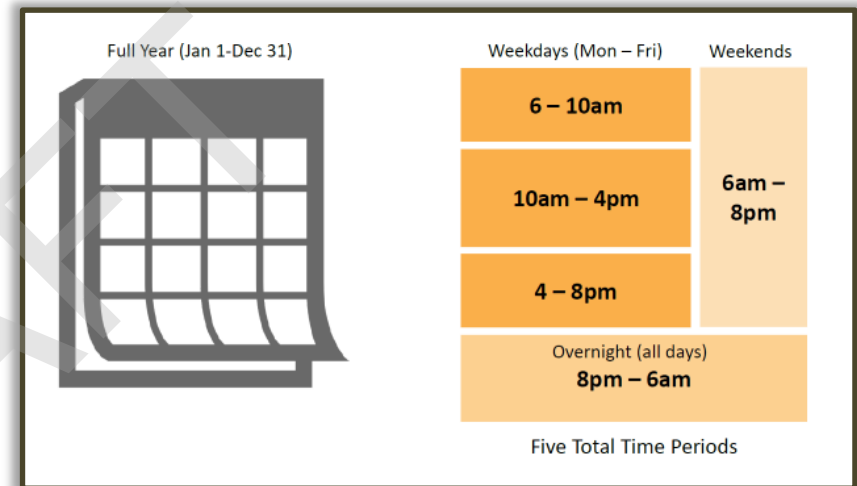 Full Year (Jan 1-Dec 31)
Weekdays (Mon – Fri)
Weekends
6 – 10am
10am – 4pm
4 – 8pm
6am –
8pm
Overnight (all days)
8pm – 6am
Five Total Time Periods